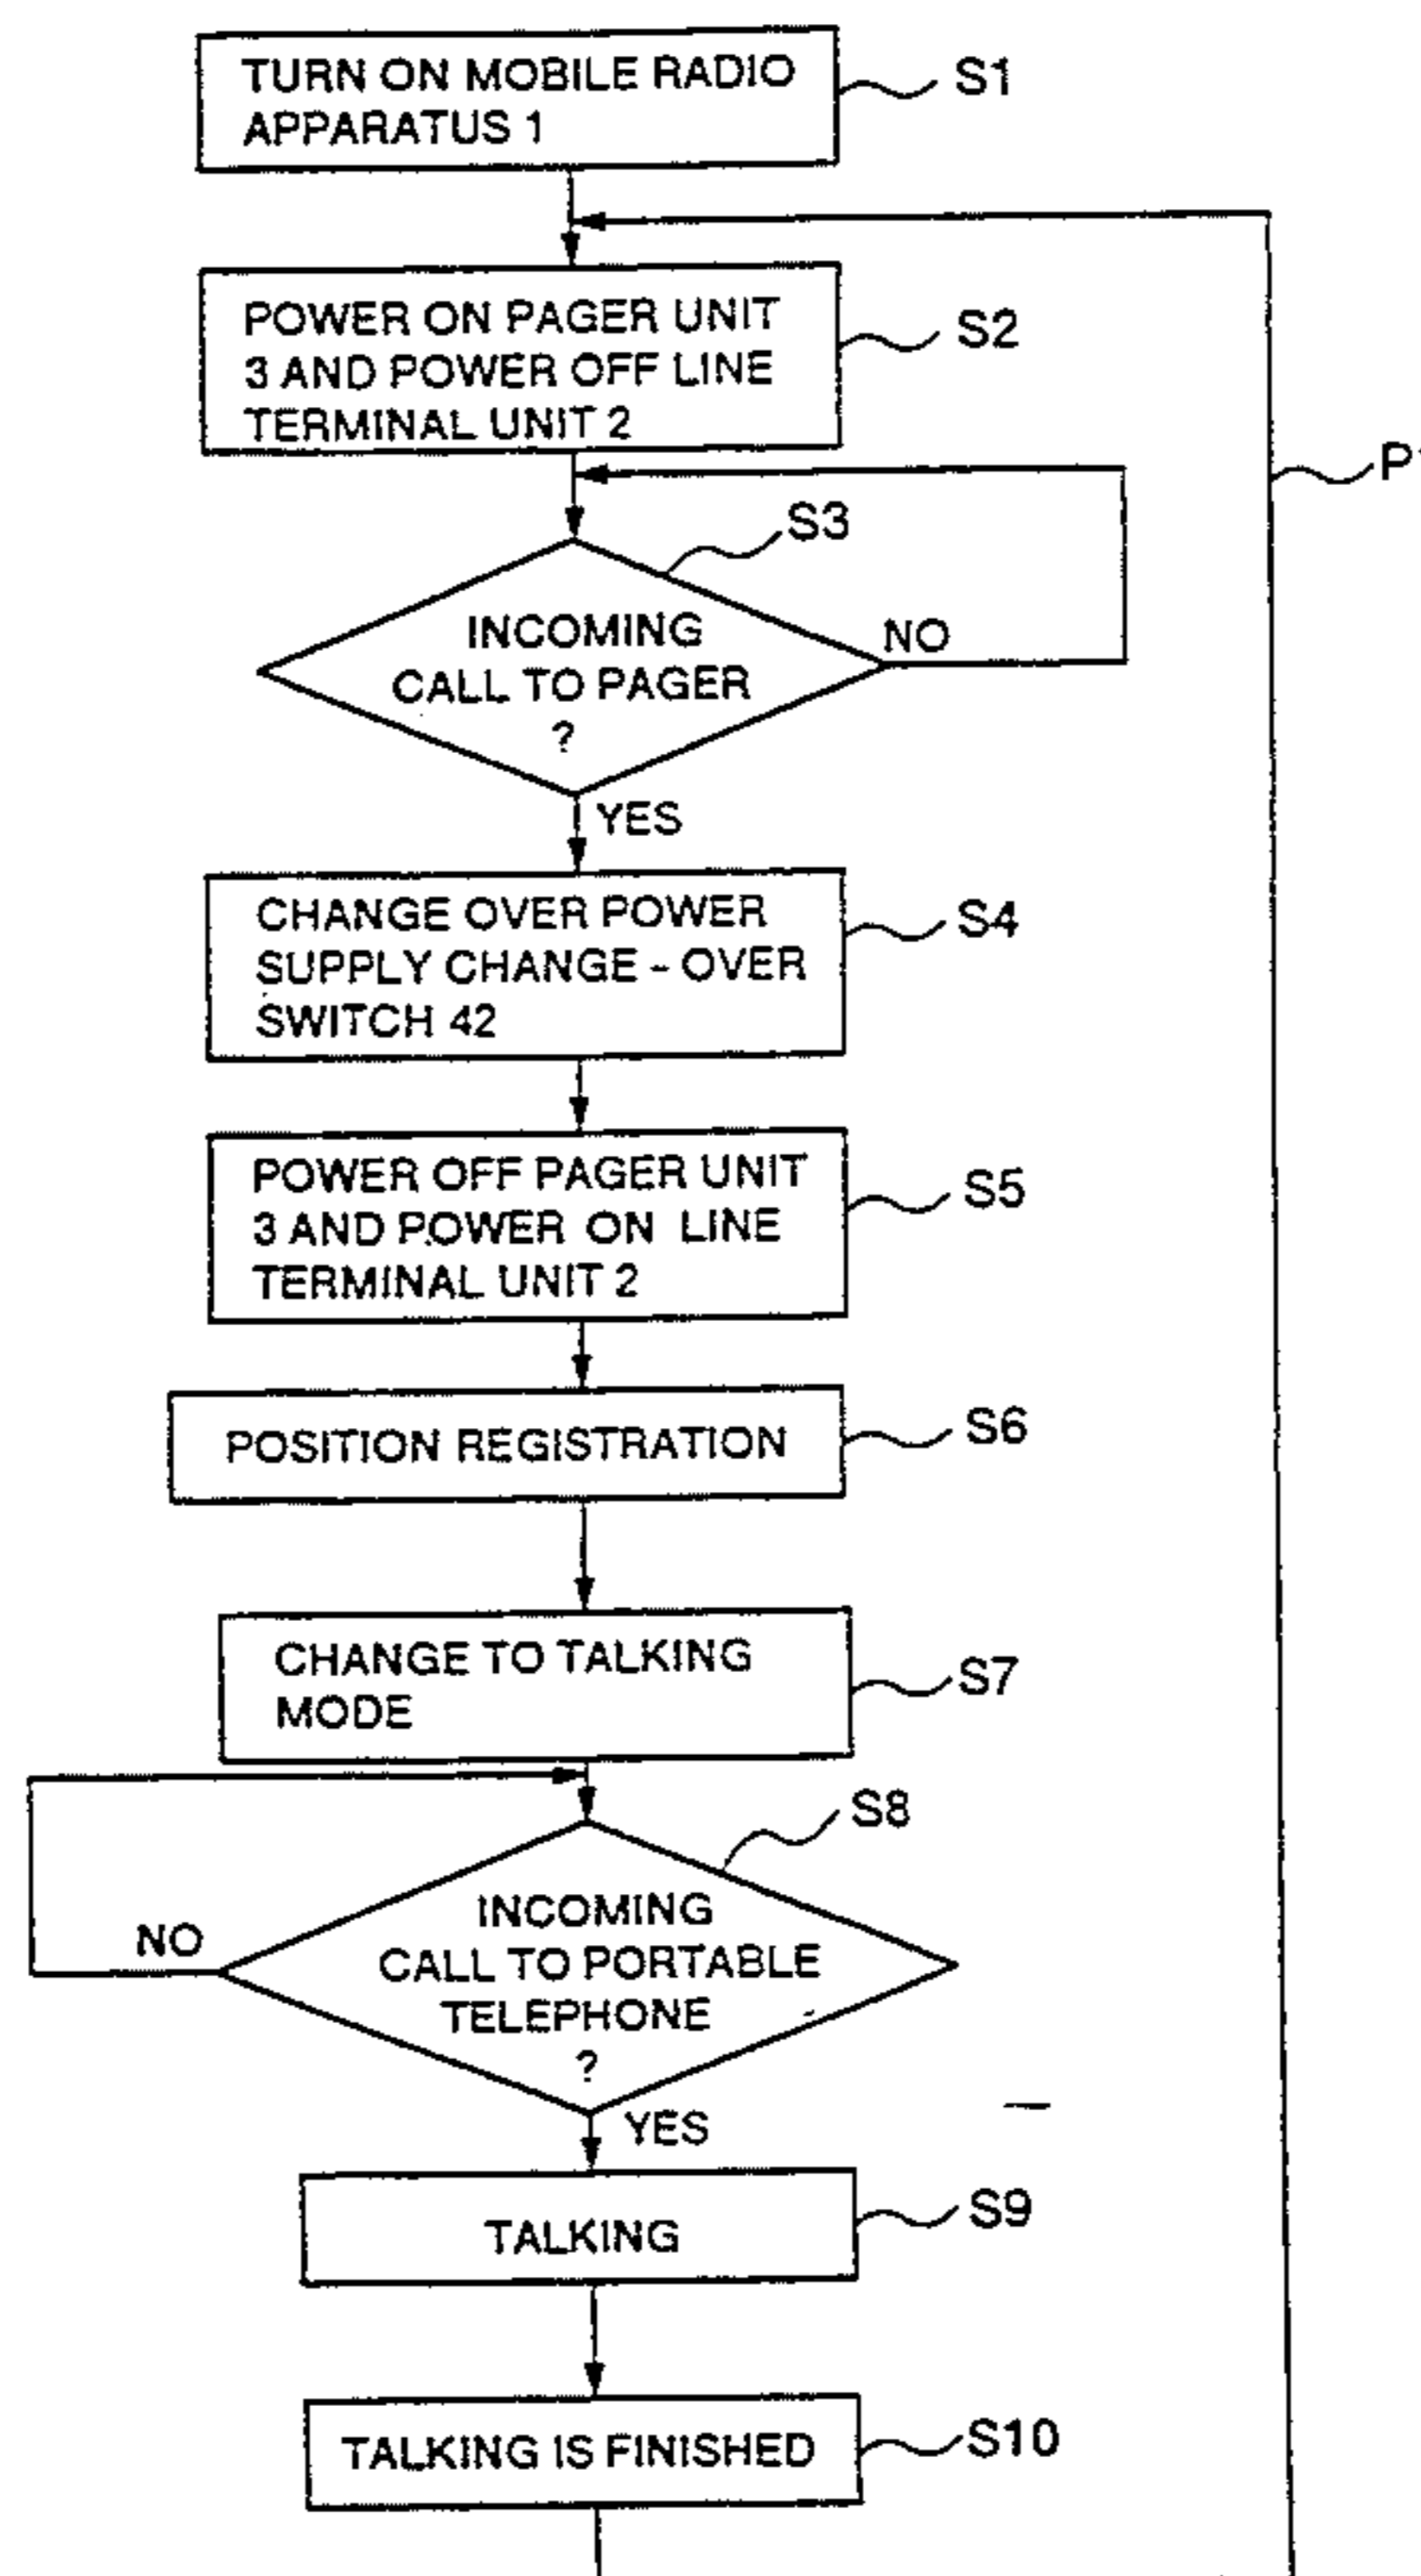 TURN ON MOBILE RADIO
APPARATUS 1
S1
POWER ON PAGER UNIT
3 AND POWER OFF LINE
TERMINAL UNIT 2
S2
P1
S3
INCOMING
CALL TO PAGER
?
NO
YES
CHANGE OVER POWER
SUPPLY CHANGE - OVER
SWITCH 42
S4
POWER OFF PAGER UNIT
3 AND POWER ON LINE
TERMINAL UNIT 2
S5
POSITION REGISTRATION
S6
CHANGE TO TALKING
MODE
S7
S8
INCOMING
CALL TO PORTABLE
TELEPHONE
?
NO
YES
TALKING
S9
TALKING IS FINISHED
S10